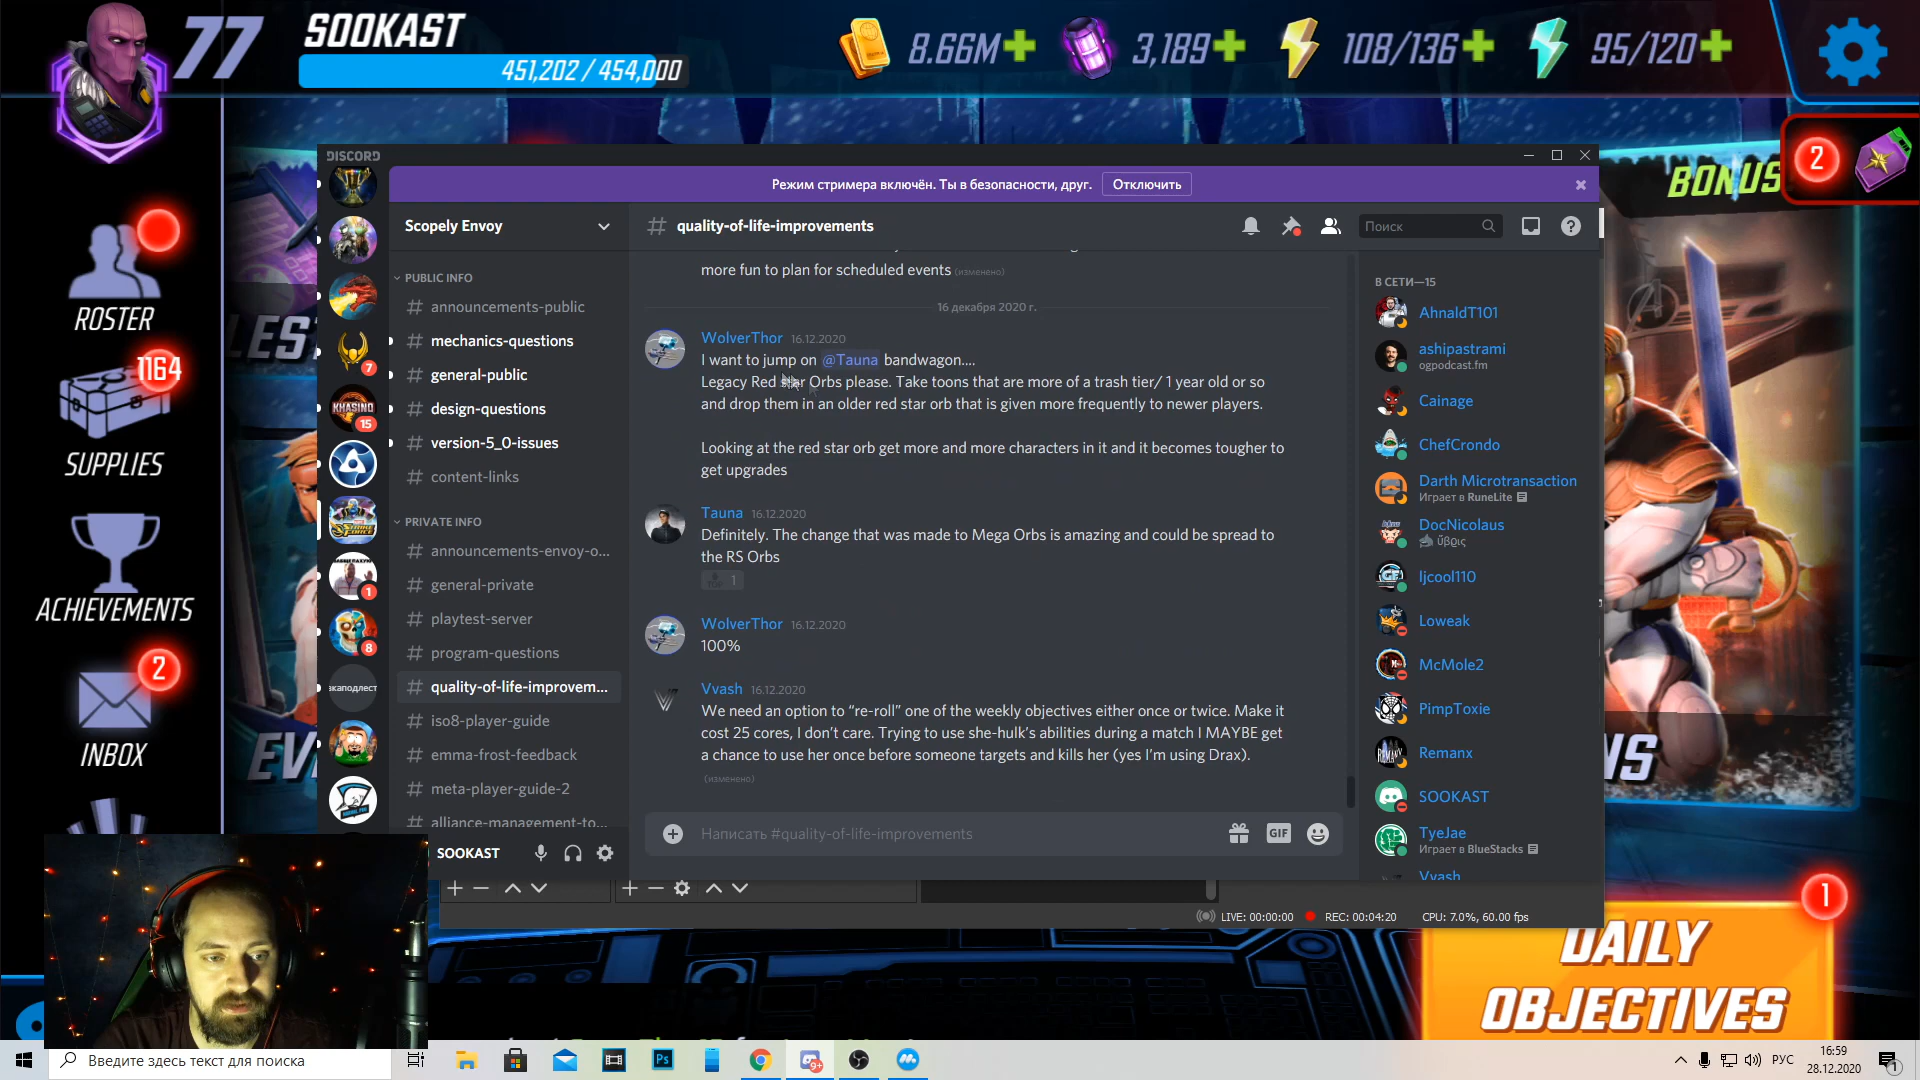 77
SOOKAST
451,202 / 454,000
8.66M
3,189
108/136
95/120
2
BONUS
ROSTER
1164
SUPPLIES
ACHIEVEMENTS
2
INBOX
DISCORD
Режим стримера включён. Ты в безопасности, друг.
Отключить
Scopely Envoy
quality-of-life-improvements
Поиск
PUBLIC INFO
announcements-public
mechanics-questions
general-public
design-questions
version-5_0-issues
content-links
PRIVATE INFO
announcements-envoy-o...
general-private
playtest-server
program-questions
quality-of-life-improvem...
iso8-player-guide
emma-frost-feedback
meta-player-guide-2
alliance-management-to...
SOOKAST
7
KHASINO
15
1
8
каподлест
more fun to plan for scheduled events (изменено)
16 декабря 2020 г.
WolverThor 16.12.2020
I want to jump on @Tauna bandwagon....
Legacy Red Star Orbs please. Take toons that are more of a trash tier/ 1 year old or so
and drop them in an older red star orb that is given more frequently to newer players.
Looking at the red star orb get more and more characters in it and it becomes tougher to
get upgrades
Tauna 16.12.2020
Definitely. The change that was made to Mega Orbs is amazing and could be spread to
the RS Orbs
1
WolverThor 16.12.2020
100%
Vvash 16.12.2020
We need an option to “re-roll” one of the weekly objectives either once or twice. Make it
cost 25 cores, I don’t care. Trying to use she-hulk’s abilities during a match I MAYBE get
a chance to use her once before someone targets and kills her (yes I’m using Drax).
(изменено)
Написать #quality-of-life-improvements
GIF
В СЕТИ—15
AhnaldT101
ashipastrami
ogpodcast.fm
Cainage
ChefCrondo
Darth Microtransaction
Играет в RuneLite
DocNicolaus
ὕβρις
ljcool110
Loweak
McMole2
PimpToxie
Remanx
SOOKAST
TyeJae
Играет в BlueStacks
Vvash
LIVE: 00:00:00
REC: 00:04:20
CPU: 7.0%, 60.00 fps
1
DAILY
OBJECTIVES
Введите здесь текст для поиска
Ps
9+
РУС
16:59
28.12.2020
1